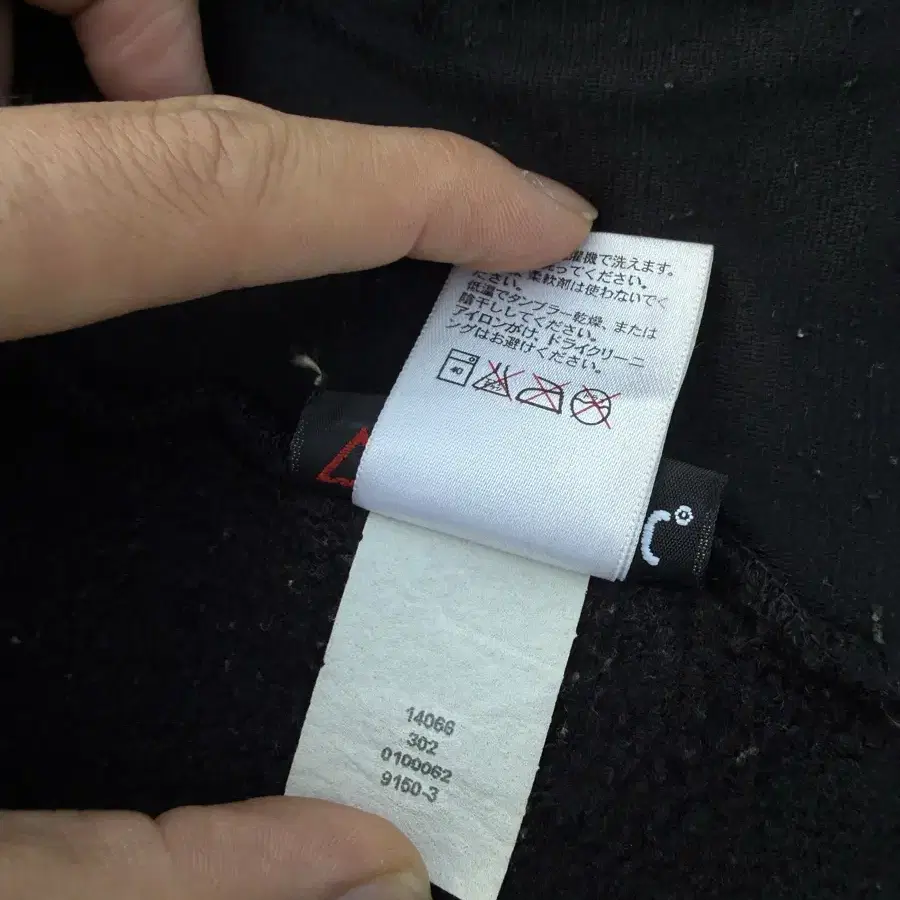 濯機で洗えます。
ってください。
ださい。柔軟剤は使わないでく
低温でタンブラー乾燥、または
陰干ししてください。
アイロンがけ、ドライクリーニ
ングはお避けください。
40
14066
302
0100062
9150-3
C°